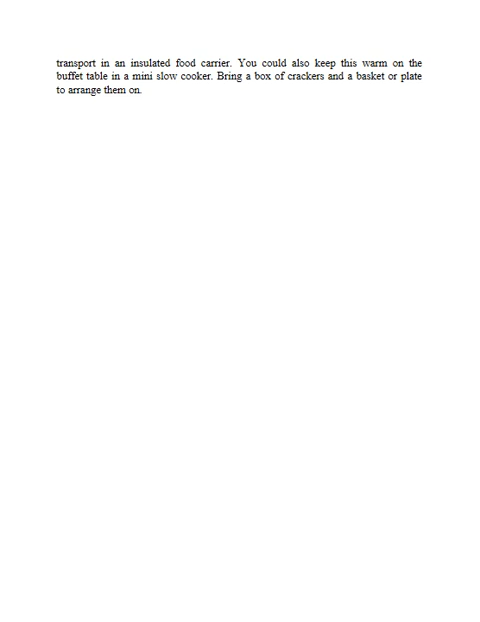 transport in an insulated food carrier. You could also keep this warm on the
buffet table in a mini slow cooker. Bring a box of crackers and a basket or plate
to arrange them on.